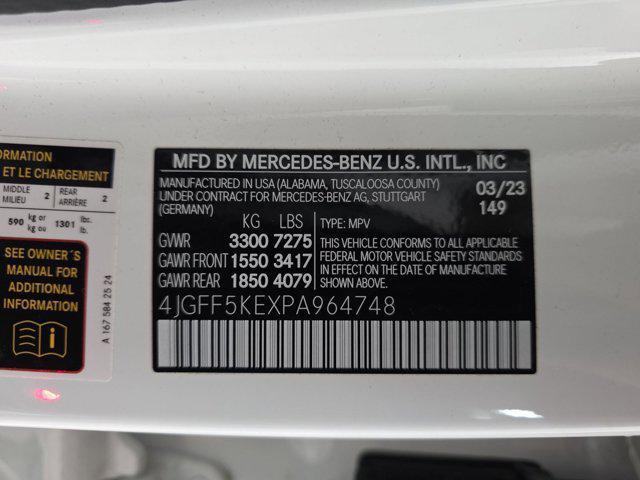 ORMATION
ET LE CHARGEMENT
MIDDLE MILIEU 2 REAR ARRIÈRE 2
590 kg or kg ou 1301 lbs. lb.
SEE OWNER´S
MANUAL FOR
ADDITIONAL
INFORMATION
A 167 584 25 24
MFD BY MERCEDES-BENZ U.S. INTL., INC
MANUFACTURED IN USA (ALABAMA, TUSCALOOSA COUNTY)
UNDER CONTRACT FOR MERCEDES-BENZ AG, STUTTGART
(GERMANY)
03/23
149
KG LBS
TYPE: MPV
GVWR 3300 7275
GAWR FRONT 1550 3417
GAWR REAR 1850 4079
THIS VEHICLE CONFORMS TO ALL APPLICABLE
FEDERAL MOTOR VEHICLE SAFETY STANDARDS
IN EFFECT ON THE DATE OF MANUFACTURE
SHOWN ABOVE.
4JGFF5KEXPA964748